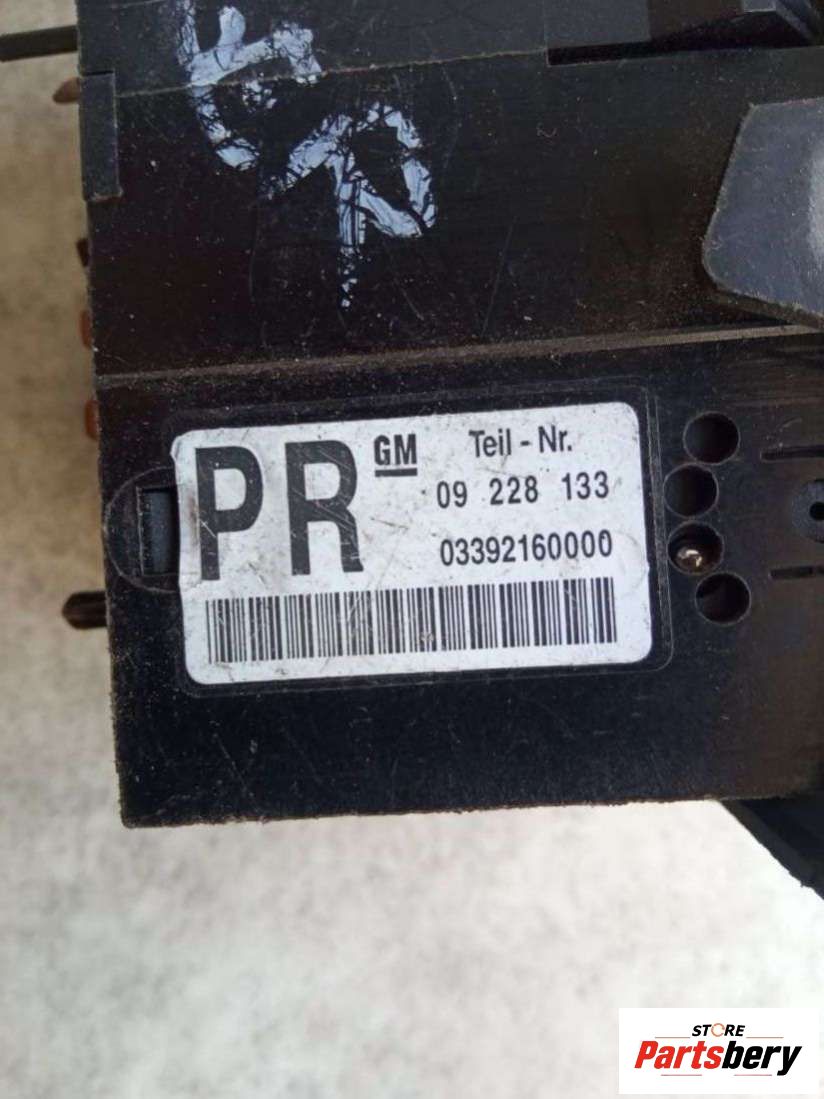 PR
GM
Teil - Nr.
09 228 133
03392160000
STORE
Partsbery